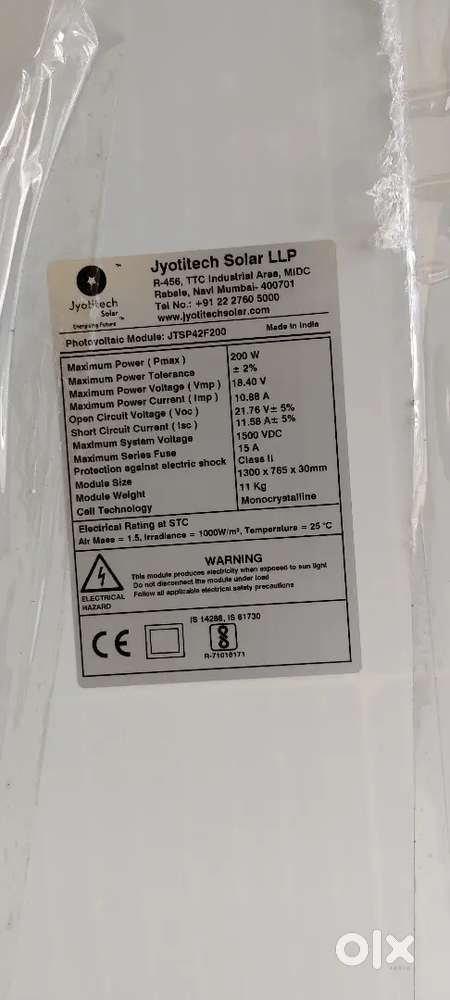 Jyotitech Solar LLP
R-456, TTC Industrial Area, MIDC
Rabale, Navi Mumbai- 400701
Tel No.: +91 22 2760 5000
www.jyotitechsolar.com
Jyotitech
Solar
Energising Future
Photovoltaic Module: JTSP42F200 Made in India
Maximum Power ( Pmax) 200 W
Maximum Power Tolerance ± 2%
Maximum Power Voltage ( Vmp ) 18.40 V
Maximum Power Current ( Imp ) 10.88 A
Open Circuit Voltage ( Voc ) 21.76 V± 5%
Short Circuit Current ( Isc ) 11.58 A± 5%
Maximum System Voltage 1500 VDC
Maximum Series Fuse 15 A
Protection against electric shock Class II
Module Size 1300 x 765 x 30mm
Module Weight 11 Kg
Cell Technology Monocrystalline
Electrical Rating at STC
Air Mass = 1.5, Irradiance = 1000W/m², Temperature = 25 °C
WARNING
This module produces electricity when exposed to sun light
Do not disconnect the module under load
Follow all applicable electrical safety precautions
ELECTRICAL
HAZARD
IS 14286, IS 61730
CE
R-71016171
olx